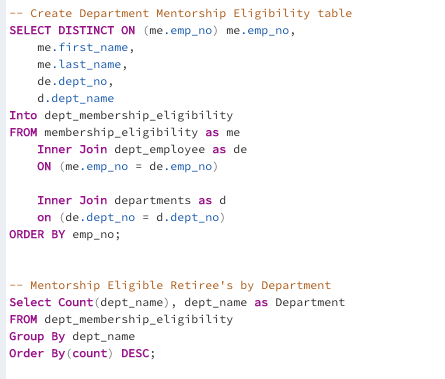 -- Create Department Mentorship Eligibility table
SELECT DISTINCT ON (me.emp_no) me.emp_no,
me.first_name,
me.last_name,
de.dept_no,
d.dept_name
Into dept_membership_eligibility
FROM membership_eligibility as me
Inner Join dept_employee as de
ON (me.emp_no = de.emp_no)
Inner Join departments as d
on (de.dept_no = d.dept_no)
ORDER BY emp_no;
-- Mentorship Eligible Retiree's by Department
Select Count(dept_name), dept_name as Department
FROM dept_membership_eligibility
Group By dept_name
Order By(count) DESC;